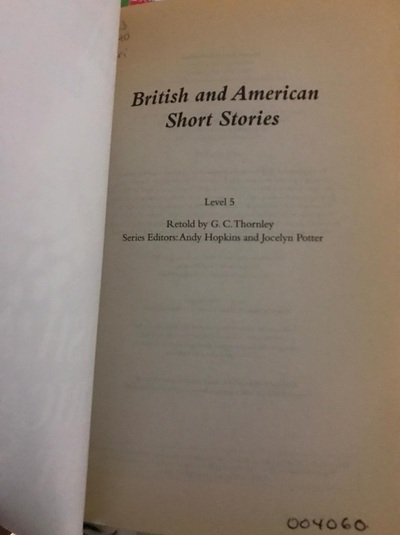 British and American
Short Stories
Level 5
Retold by G. C. Thornley
Series Editors: Andy Hopkins and Jocelyn Potter
004060